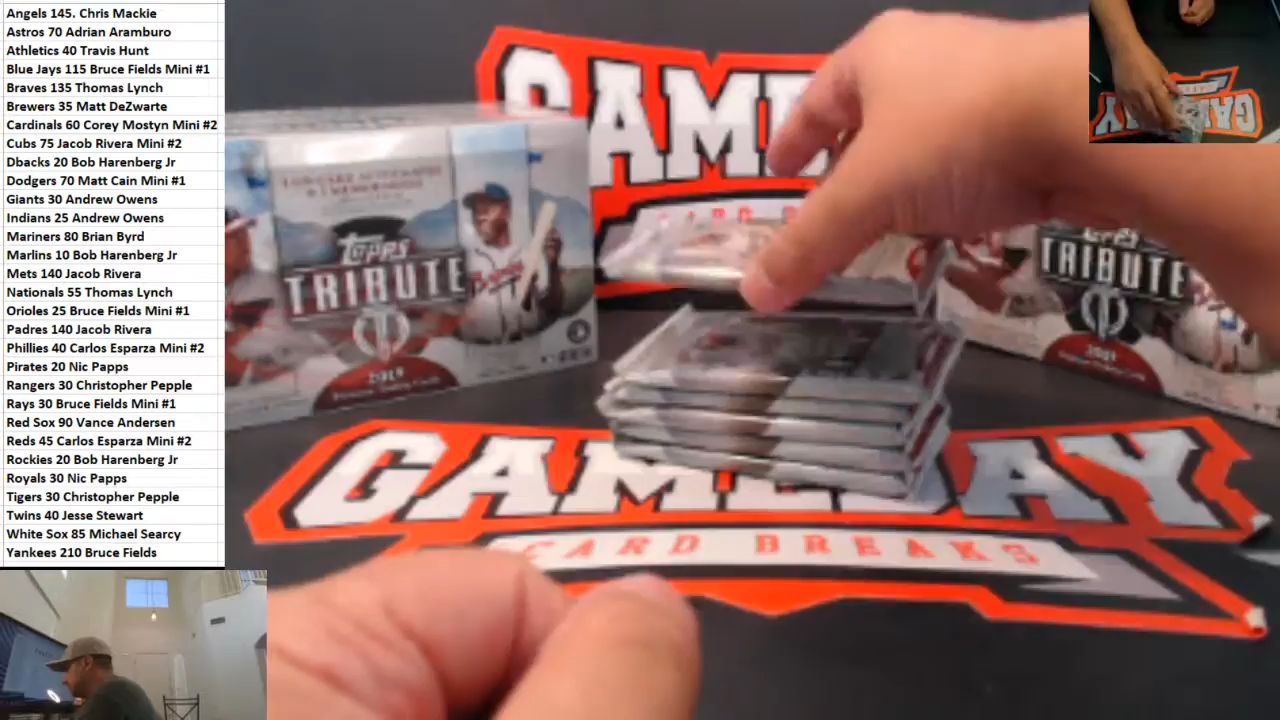 Angels 145. Chris Mackie
Astros 70 Adrian Aramburo
Athletics 40 Travis Hunt
Blue Jays 115 Bruce Fields Mini #1
Braves 135 Thomas Lynch
Brewers 35 Matt DeZwarte
Cardinals 60 Corey Mostyn Mini #2
Cubs 75 Jacob Rivera Mini #2
Dbacks 20 Bob Harenberg Jr
Dodgers 70 Matt Cain Mini #1
Giants 30 Andrew Owens
Indians 25 Andrew Owens
Mariners 80 Brian Byrd
Marlins 10 Bob Harenberg Jr
Mets 140 Jacob Rivera
Nationals 55 Thomas Lynch
Orioles 25 Bruce Fields Mini #1
Padres 140 Jacob Rivera
Phillies 40 Carlos Esparza Mini #2
Pirates 20 Nic Papps
Rangers 30 Christopher Pepple
Rays 30 Bruce Fields Mini #1
Red Sox 90 Vance Andersen
Reds 45 Carlos Esparza Mini #2
Rockies 20 Bob Harenberg Jr
Royals 30 Nic Papps
Tigers 30 Christopher Pepple
Twins 40 Jesse Stewart
White Sox 85 Michael Searcy
Yankees 210 Bruce Fields
TOPPS
TRIBUTE
2019
TOPPS
TRIBUTE
2019
GAMEDAY
CARD BREAKS